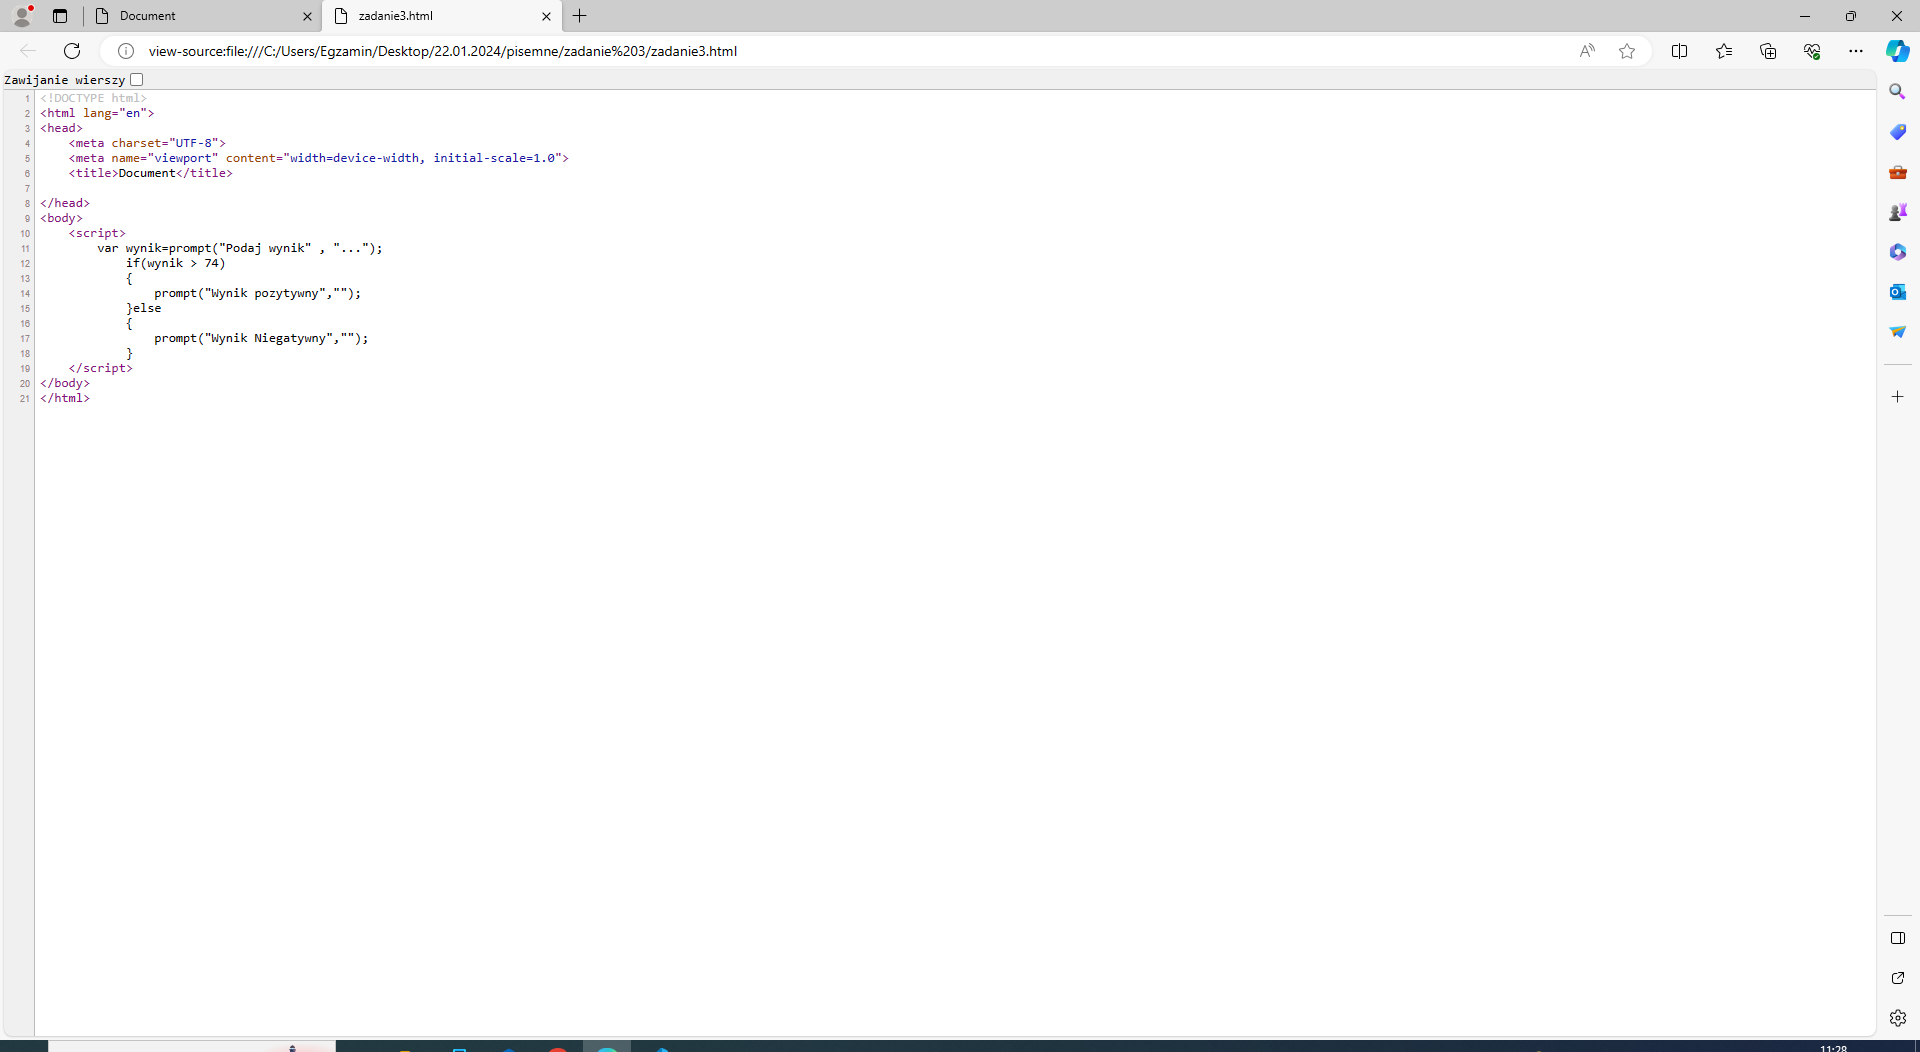 Document
zadanie3.html
view-source:file:///C:/Users/Egzamin/Desktop/22.01.2024/pisemne/zadanie%203/zadanie3.html
Zawijanie wierszy
1 <!DOCTYPE html>
2 <html lang="en">
3 <head>
4     <meta charset="UTF-8">
5     <meta name="viewport" content="width=device-width, initial-scale=1.0">
6     <title>Document</title>
7
8 </head>
9 <body>
10     <script>
11         var wynik=prompt("Podaj wynik" , "...");
12             if(wynik > 74)
13             {
14                 prompt("Wynik pozytywny","");
15             }else
16             {
17                 prompt("Wynik Niegatywny","");
18             }
19     </script>
20 </body>
21 </html>
11:28